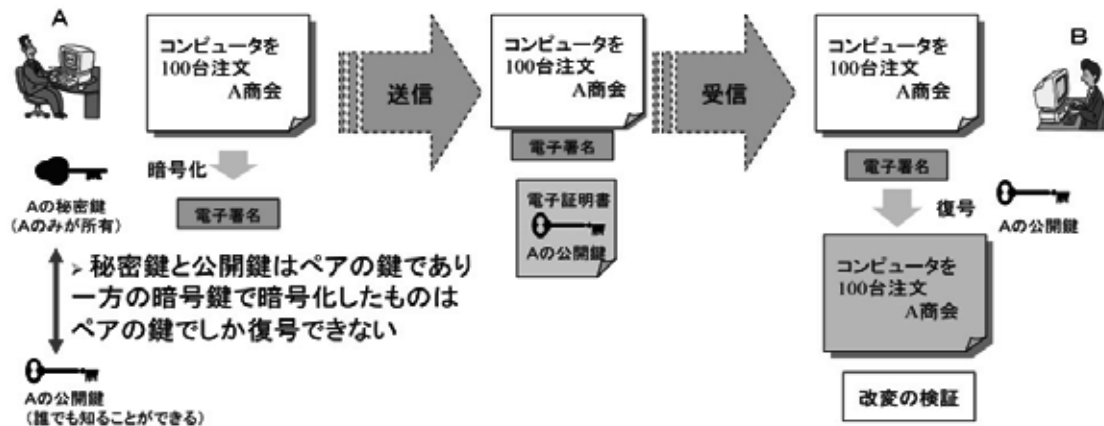 A
コンピュータを
100台注文
A商会
送信
コンピュータを
100台注文
A商会
受信
コンピュータを
100台注文
A商会
B
暗号化
電子署名
Aの秘密鍵
(Aのみが所有)
電子署名
電子証明書
Aの公開鍵
電子署名
復号
Aの公開鍵
➢ 秘密鍵と公開鍵はペアの鍵であり
一方の暗号鍵で暗号化したものは
ペアの鍵でしか復号できない
コンピュータを
100台注文
A商会
Aの公開鍵
(誰でも知ることができる)
改変の検証